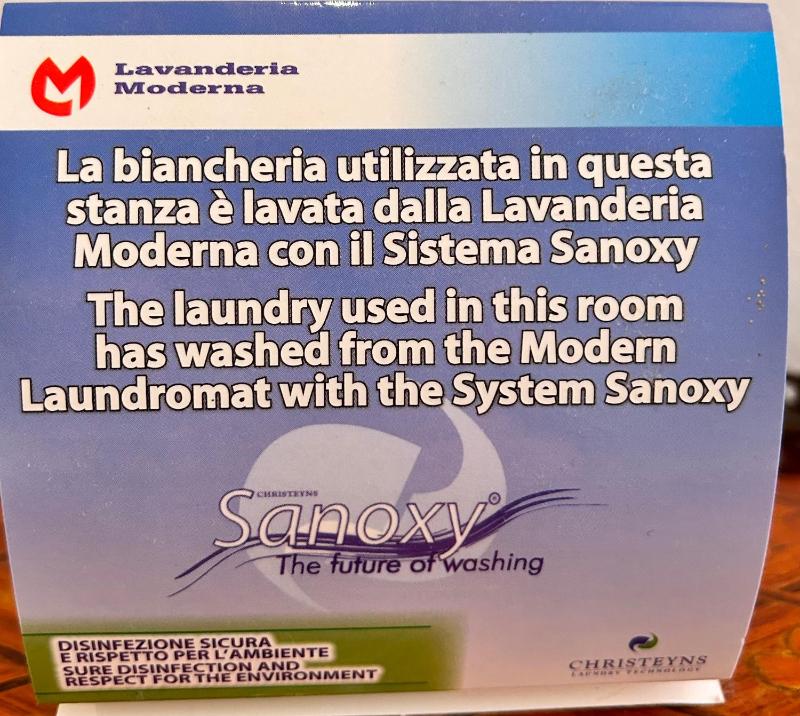 Lavanderia
Moderna
La biancheria utilizzata in questa
stanza è lavata dalla Lavanderia
Moderna con il Sistema Sanoxy
The laundry used in this room
has washed from the Modern
Laundromat with the System Sanoxy
CHRISTEYNS
Sanoxy®
The future of washing
DISINFEZIONE SICURA
E RISPETTO PER L'AMBIENTE
SURE DISINFECTION AND
RESPECT FOR THE ENVIRONMENT
CHRISTEYNS
LAUNDRY TECHNOLOGY